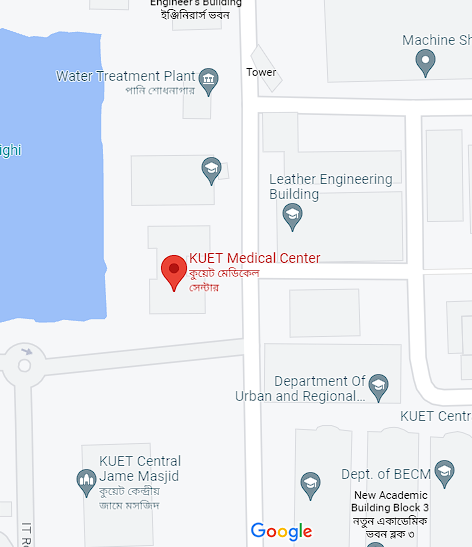 Engineer's Building
ইঞ্জিনিয়ার্স ভবন
Machine Sh
Water Treatment Plant
পানি শোধনাগার
Tower
ighi
Leather Engineering
Building
KUET Medical Center
কুয়েট মেডিকেল
সেন্টার
Department Of
Urban and Regional...
KUET Centr
KUET Central
Jame Masjid
কুয়েট কেন্দ্রীয়
জামে মসজিদ
Dept. of BECM
New Academic
Building Block 3
নতুন একাডেমিক
ভবন ব্লক ৩
IT Ro
Google